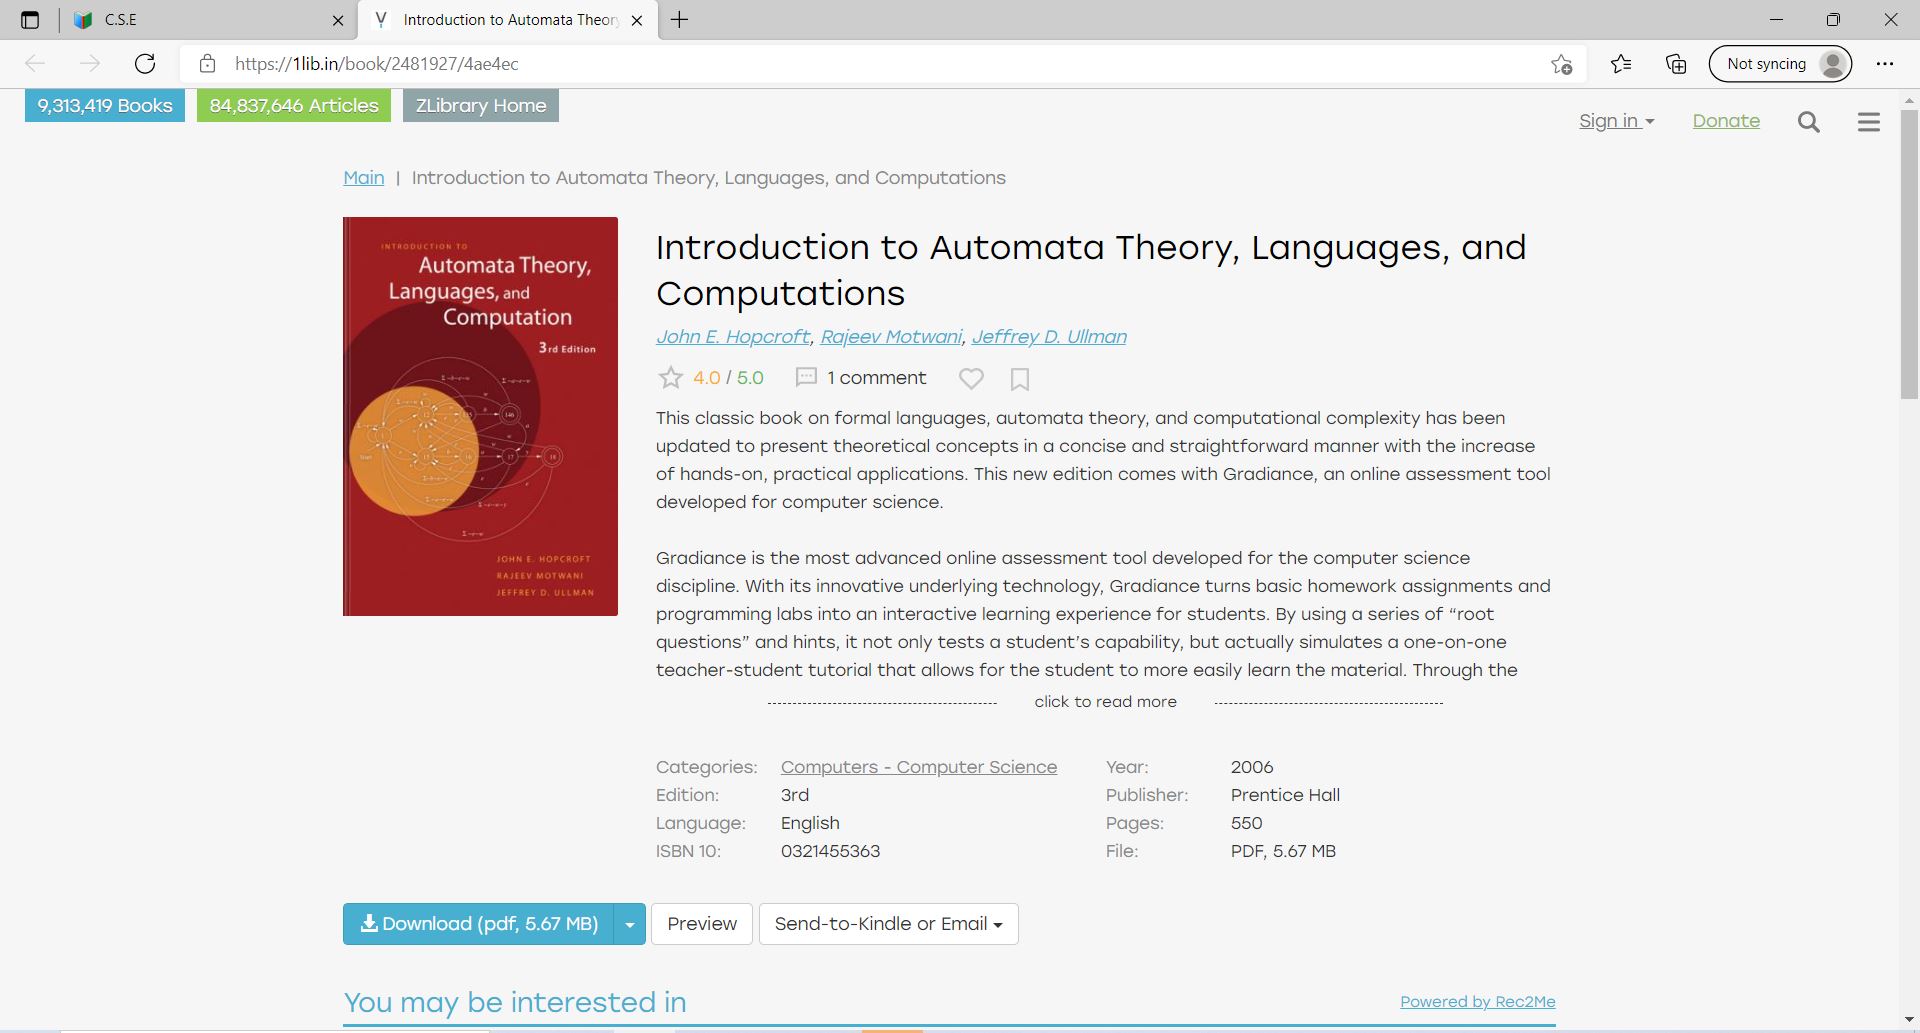 C.S.E
Introduction to Automata Theor
https://1lib.in/book/2481927/4ae4ec
Not syncing
9,313,419 Books
84,837,646 Articles
ZLibrary Home
Sign in
Donate
Main | Introduction to Automata Theory, Languages, and Computations
INTRODUCTION TO
Automata Theory,
Languages, and
Computation
3rd Edition
JOHN E. HOPCROFT
RAJEEV MOTWANI
JEFFREY D. ULLMAN
Introduction to Automata Theory, Languages, and
Computations
John E. Hopcroft, Rajeev Motwani, Jeffrey D. Ullman
4.0 / 5.0 1 comment
This classic book on formal languages, automata theory, and computational complexity has been
updated to present theoretical concepts in a concise and straightforward manner with the increase
of hands-on, practical applications. This new edition comes with Gradiance, an online assessment tool
developed for computer science.
Gradiance is the most advanced online assessment tool developed for the computer science
discipline. With its innovative underlying technology, Gradiance turns basic homework assignments and
programming labs into an interactive learning experience for students. By using a series of “root
questions” and hints, it not only tests a student’s capability, but actually simulates a one-on-one
teacher-student tutorial that allows for the student to more easily learn the material. Through the
click to read more
Categories: Computers - Computer Science Year: 2006
Edition: 3rd Publisher: Prentice Hall
Language: English Pages: 550
ISBN 10: 0321455363 File: PDF, 5.67 MB
Download (pdf, 5.67 MB) Preview Send-to-Kindle or Email
You may be interested in Powered by Rec2Me